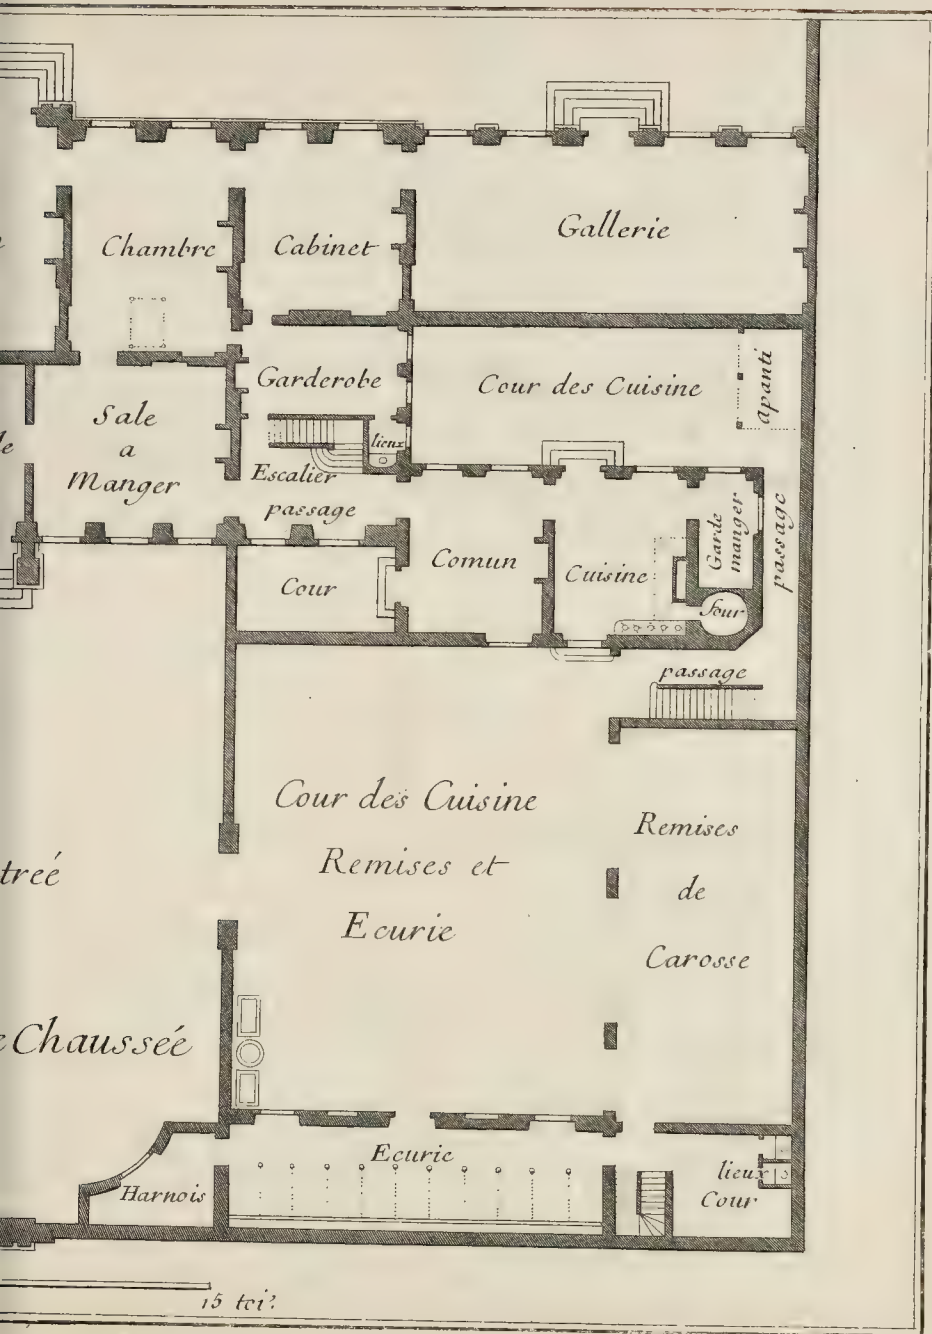 Chambre
Cabinet
Gallerie
Garderobe
Cour des Cuisine
apanti
Sale
a
Manger
lieux
Escalier
passage
Comun
Cuisine
Garde
manger
passage
Cour
four
passage
Cour des Cuisine
Remises et
Ecurie
Remises
de
Carosse
treé
Chausseé
Ecurie
Harnois
lieux
Cour
15 toi.ˢ